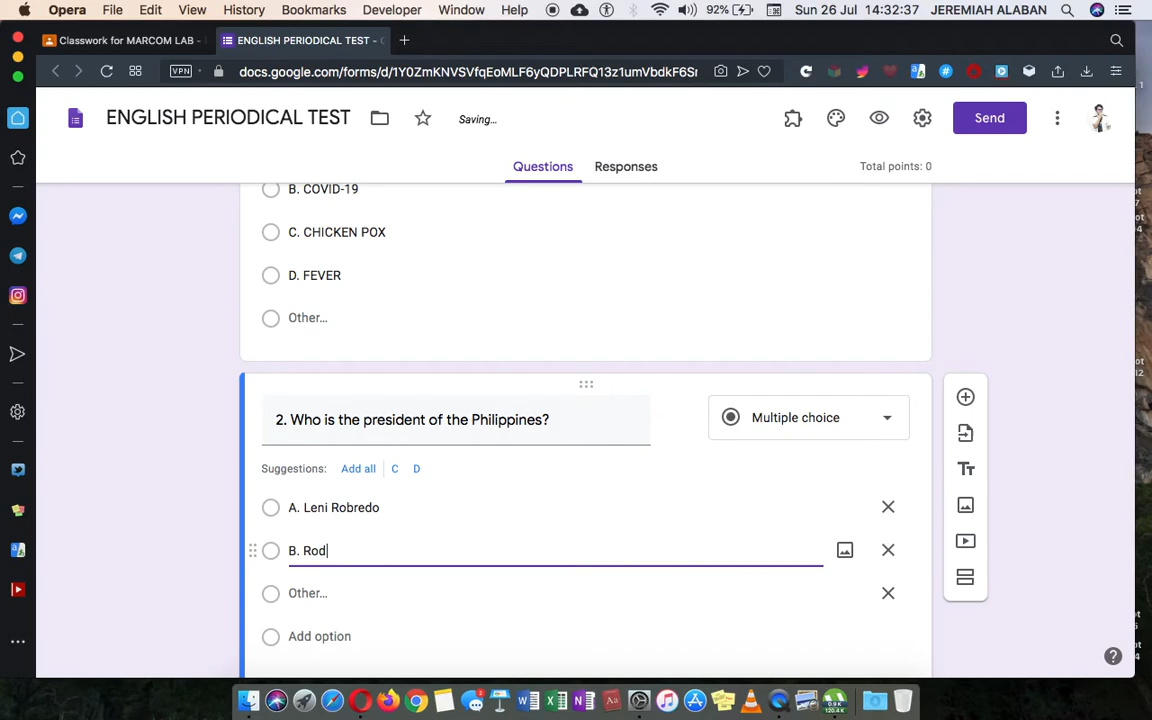 Opera File Edit View History Bookmarks Developer Window Help 92% Sun 26 Jul 14:32:37 JEREMIAH ALABAN
Classwork for MARCOM LAB - ENGLISH PERIODICAL TEST -
VPN docs.google.com/forms/d/1Y0ZmKNVSVfqEoMLF6yQDPLRFQ13z1umVbdkF6Sr
ENGLISH PERIODICAL TEST Saving... Send
Questions Responses Total points: 0
B. COVID-19
C. CHICKEN POX
D. FEVER
Other...
2. Who is the president of the Philippines? Multiple choice
Suggestions: Add all C D
A. Leni Robredo
B. Rod
Other...
Add option